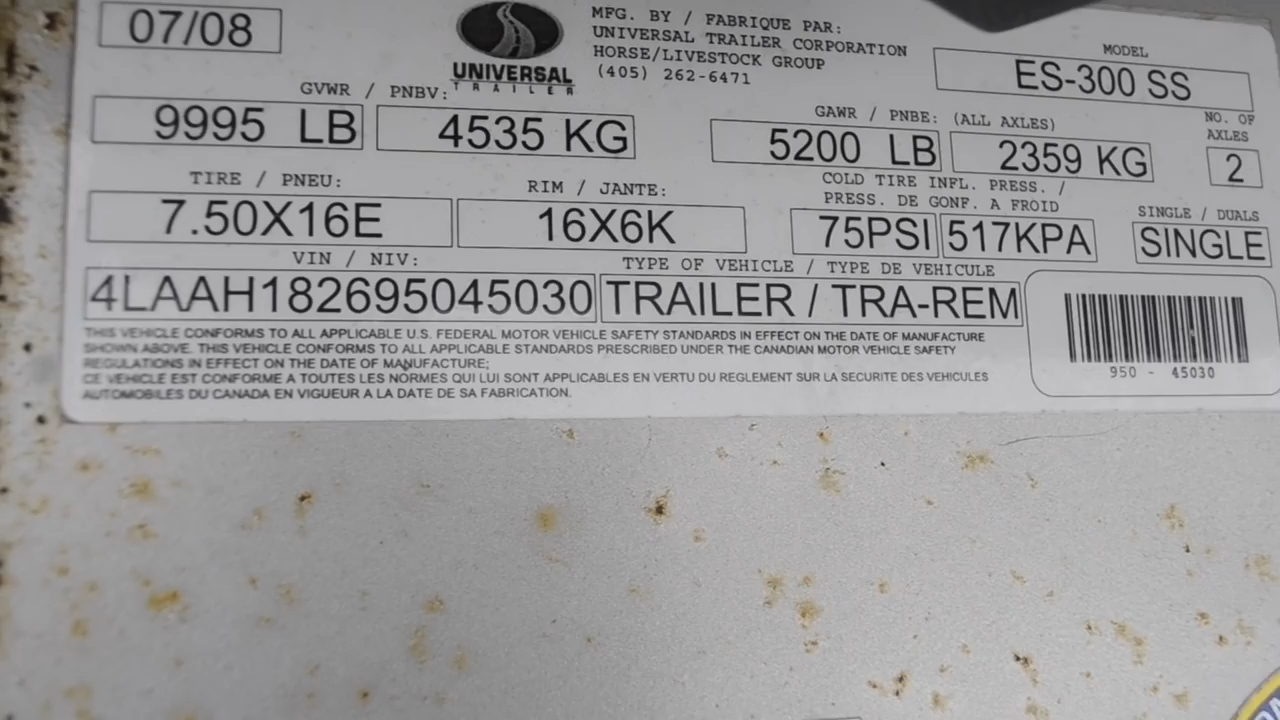 07/08
UNIVERSAL
TRAILER
MFG. BY / FABRIQUE PAR:
UNIVERSAL TRAILER CORPORATION
HORSE/LIVESTOCK GROUP
(405) 262-6471
MODEL
ES-300 SS
GVWR / PNBV:
9995 LB 4535 KG
GAWR / PNBE: (ALL AXLES)
5200 LB 2359 KG
NO. OF
AXLES
2
TIRE / PNEU:
7.50X16E
RIM / JANTE:
16X6K
COLD TIRE INFL. PRESS. /
PRESS. DE GONF. A FROID
75PSI 517KPA
SINGLE / DUALS
SINGLE
VIN / NIV:
4LAAH182695045030
TYPE OF VEHICLE / TYPE DE VEHICULE
TRAILER / TRA-REM
THIS VEHICLE CONFORMS TO ALL APPLICABLE U.S. FEDERAL MOTOR VEHICLE SAFETY STANDARDS IN EFFECT ON THE DATE OF MANUFACTURE
SHOWN ABOVE. THIS VEHICLE CONFORMS TO ALL APPLICABLE STANDARDS PRESCRIBED UNDER THE CANADIAN MOTOR VEHICLE SAFETY
REGULATIONS IN EFFECT ON THE DATE OF MANUFACTURE;
CE VEHICLE EST CONFORME A TOUTES LES NORMES QUI LUI SONT APPLICABLES EN VERTU DU REGLEMENT SUR LA SECURITE DES VEHICULES
AUTOMOBILES DU CANADA EN VIGUEUR A LA DATE DE SA FABRICATION.
950 - 45030